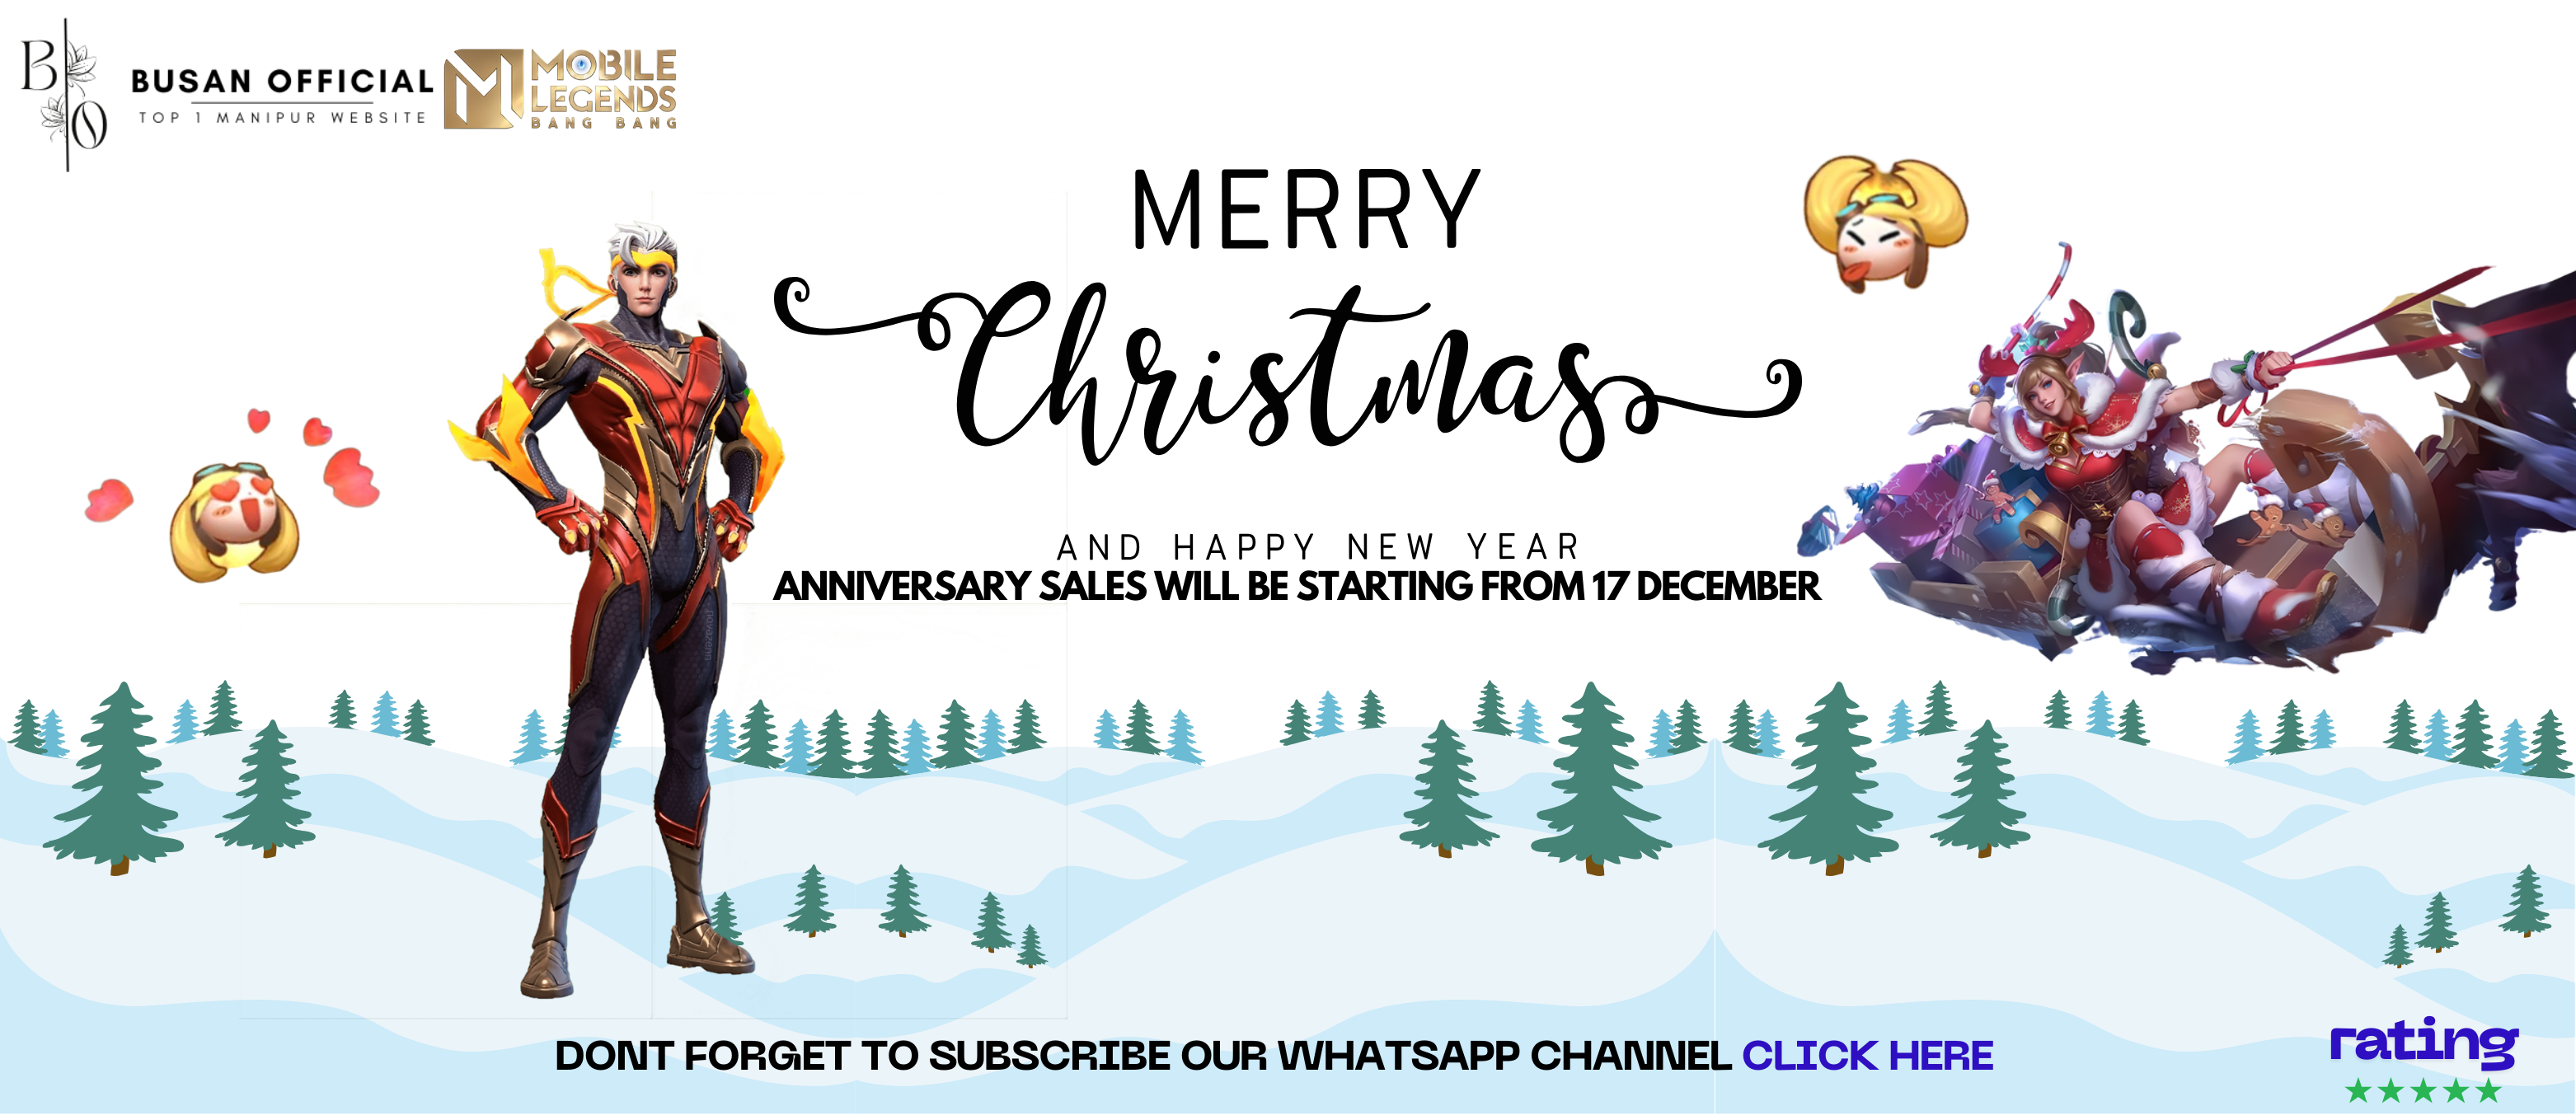 B
O
BUSAN OFFICIAL
TOP 1 MANIPUR WEBSITE
MOBILE
LEGENDS
BANG BANG
MERRY
Christmas
AND HAPPY NEW YEAR
ANNIVERSARY SALES WILL BE STARTING FROM 17 DECEMBER
DONT FORGET TO SUBSCRIBE OUR WHATSAPP CHANNEL CLICK HERE
rating